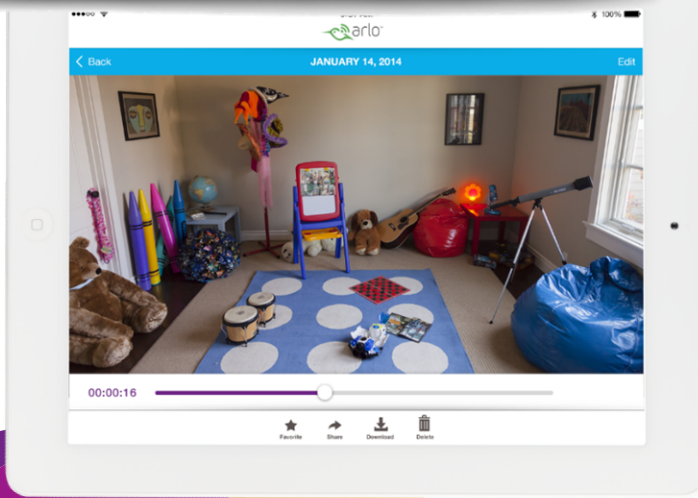 100%
arlo
Back JANUARY 14, 2014 Edit
00:00:16
Favorite Share Download Delete